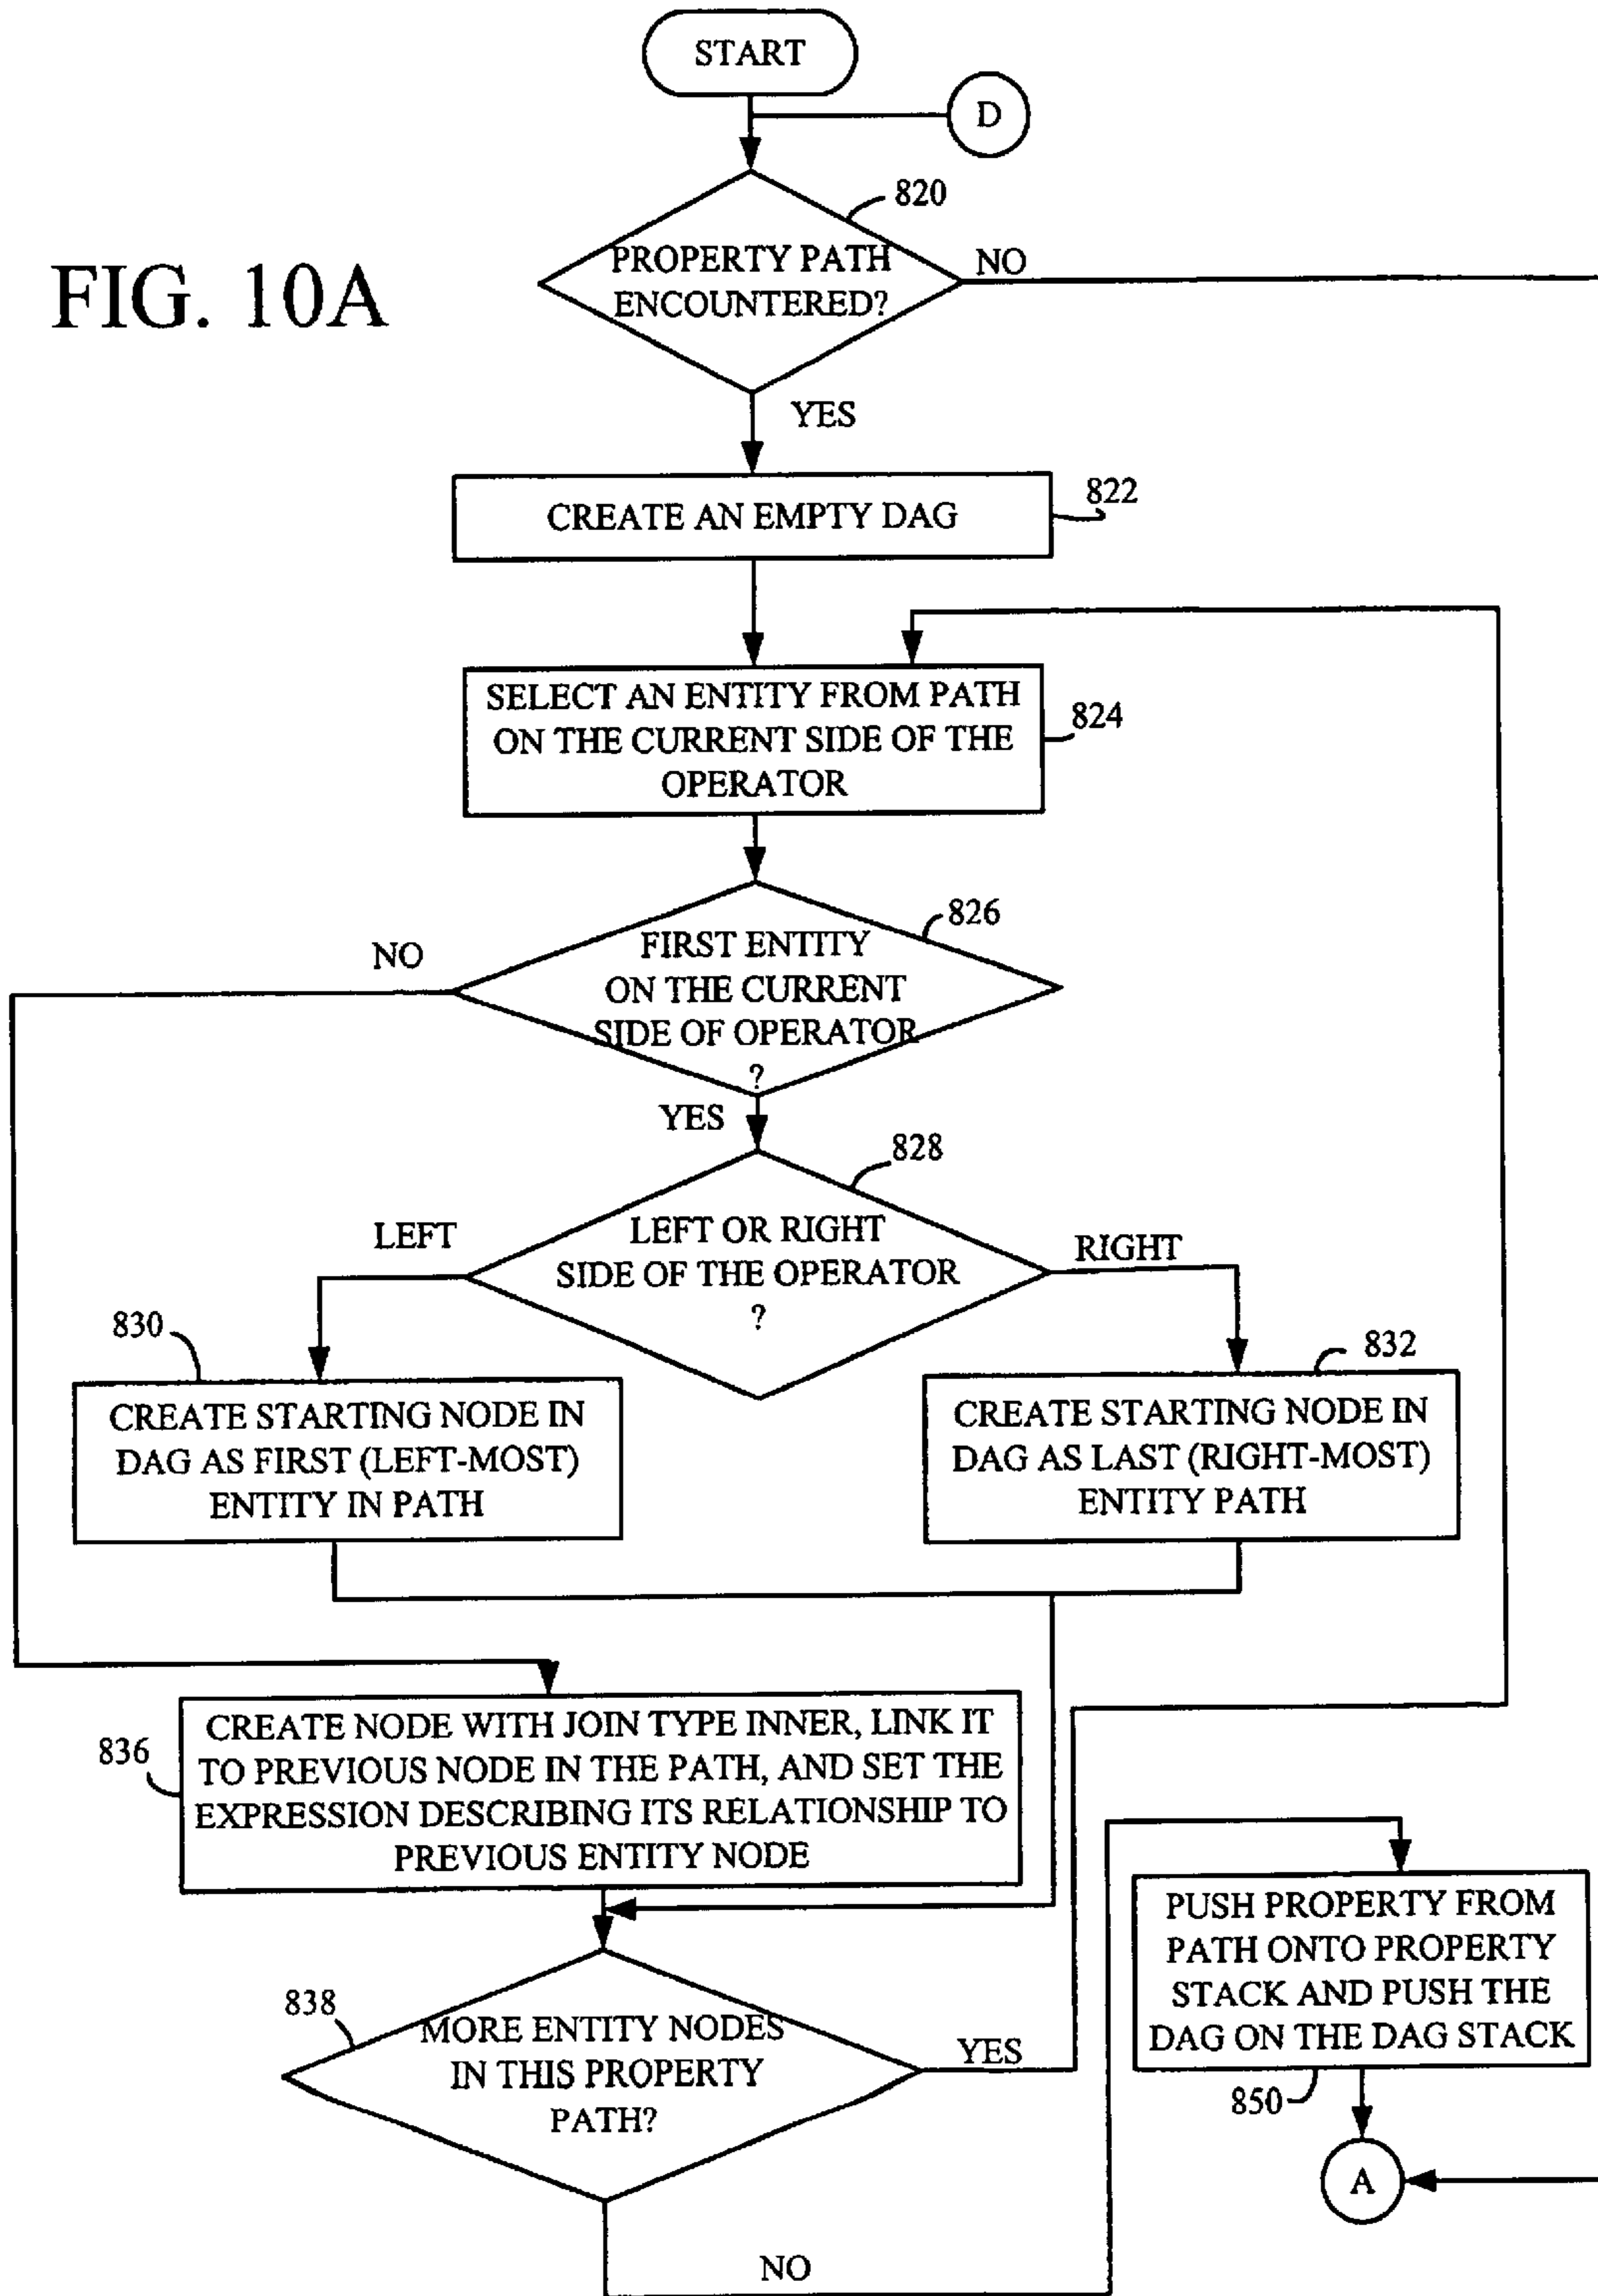 START
D
820
FIG. 10A
PROPERTY PATH
ENCOUNTERED?
NO
YES
822
CREATE AN EMPTY DAG
SELECT AN ENTITY FROM PATH
ON THE CURRENT SIDE OF THE
OPERATOR
824
826
NO
FIRST ENTITY
ON THE CURRENT
SIDE OF OPERATOR
?
YES
828
LEFT
LEFT OR RIGHT
SIDE OF THE OPERATOR
?
RIGHT
830
832
CREATE STARTING NODE IN
DAG AS FIRST (LEFT-MOST)
ENTITY IN PATH
CREATE STARTING NODE IN
DAG AS LAST (RIGHT-MOST)
ENTITY PATH
836
CREATE NODE WITH JOIN TYPE INNER, LINK IT
TO PREVIOUS NODE IN THE PATH, AND SET THE
EXPRESSION DESCRIBING ITS RELATIONSHIP TO
PREVIOUS ENTITY NODE
838
MORE ENTITY NODES
IN THIS PROPERTY
PATH?
YES
NO
PUSH PROPERTY FROM
PATH ONTO PROPERTY
STACK AND PUSH THE
DAG ON THE DAG STACK
850
A